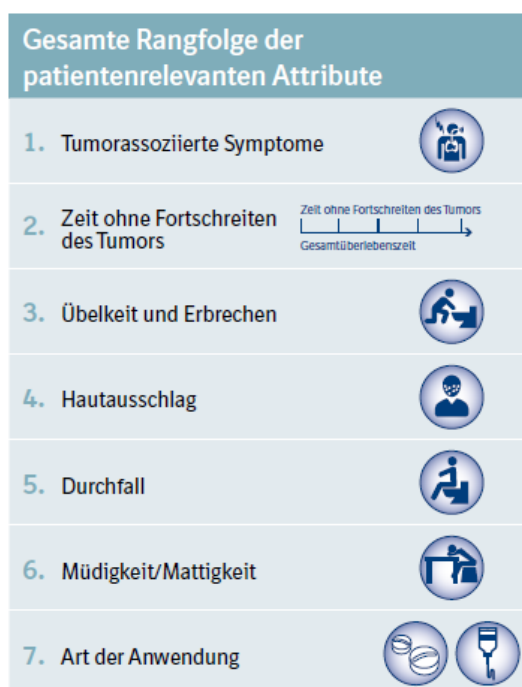 Gesamte Rangfolge der
patientenrelevanten Attribute
1. Tumorassoziierte Symptome
2. Zeit ohne Fortschreiten
des Tumors
Zeit ohne Fortschreiten des Tumors
Gesamtüberlebenszeit
3. Übelkeit und Erbrechen
4. Hautausschlag
5. Durchfall
6. Müdigkeit/Mattigkeit
7. Art der Anwendung